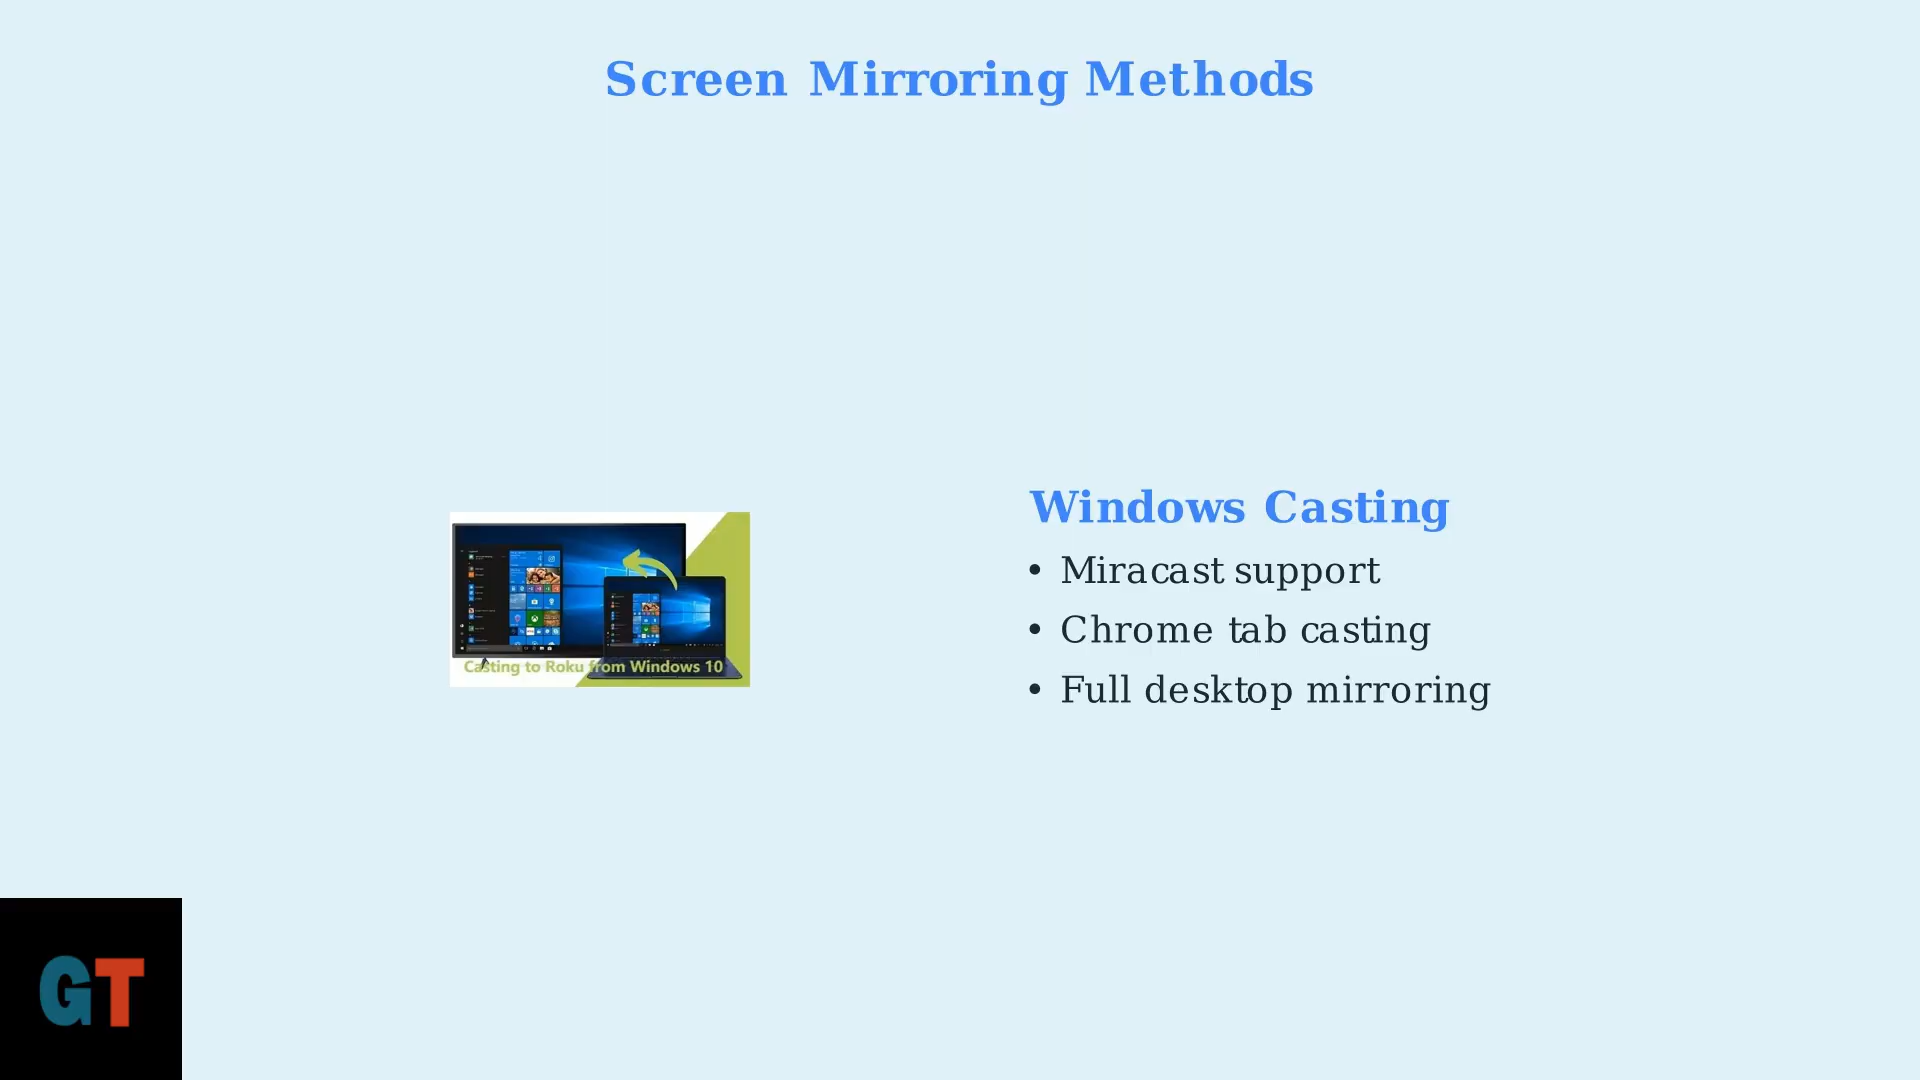 Screen Mirroring Methods
Casting to Roku from Windows 10
Windows Casting
• Miracast support
• Chrome tab casting
• Full desktop mirroring
GT